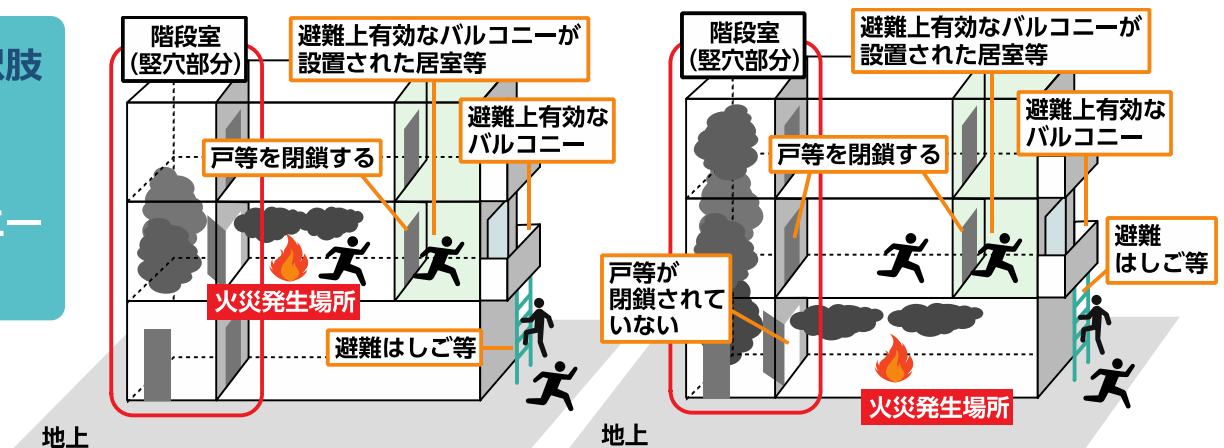 択肢
ニー
階段室
(竪穴部分)
避難上有効なバルコニーが
設置された居室等
避難上有効な
バルコニー
戸等を閉鎖する
火災発生場所
避難はしご等
地上
階段室
(竪穴部分)
避難上有効なバルコニーが
設置された居室等
避難上有効な
バルコニー
戸等を閉鎖する
避難
はしご等
戸等が
閉鎖されて
いない
火災発生場所
地上